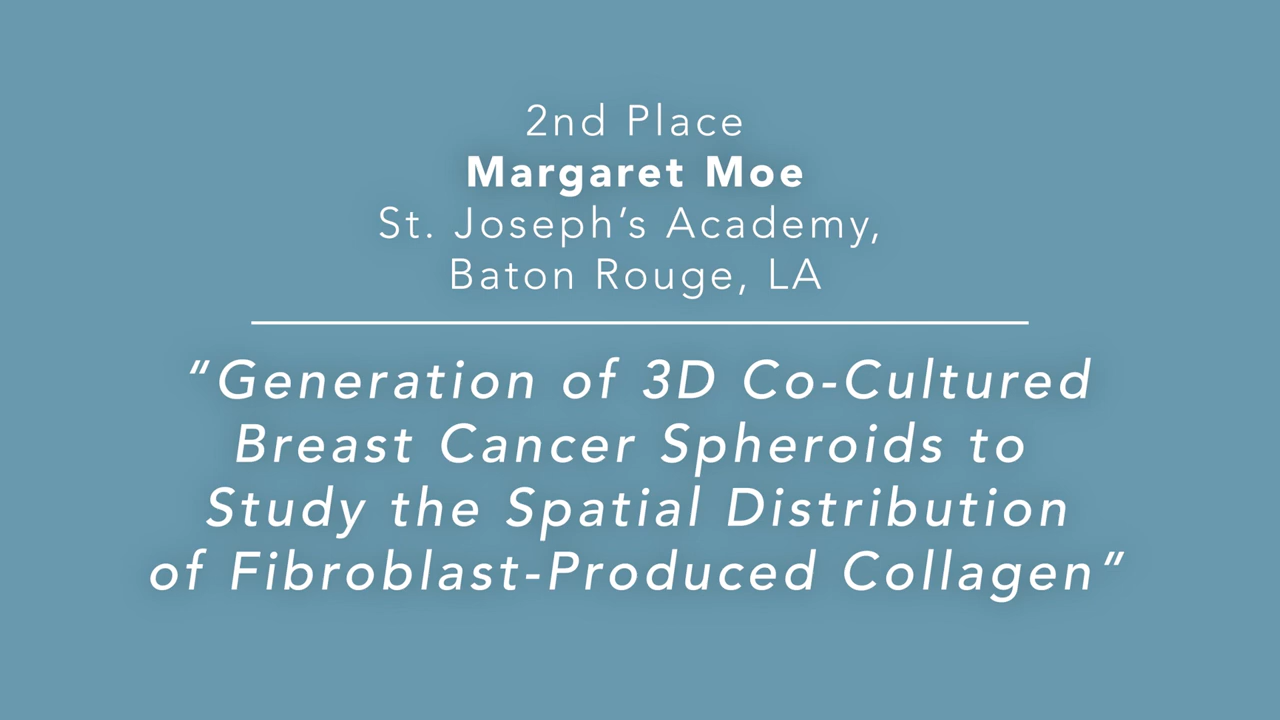 2nd Place
Margaret Moe
St. Joseph’s Academy,
Baton Rouge, LA
“Generation of 3D Co-Cultured
Breast Cancer Spheroids to
Study the Spatial Distribution
of Fibroblast-Produced Collagen”